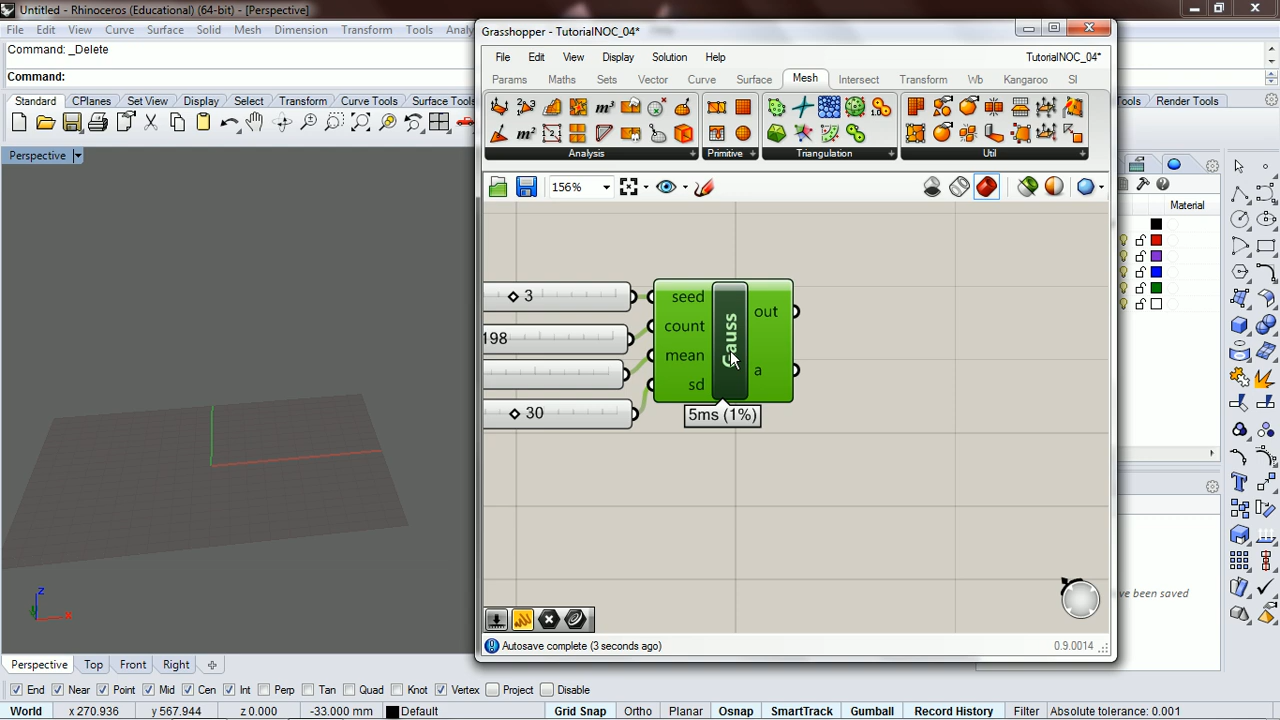 Untitled - Rhinoceros (Educational) (64-bit) - [Perspective]
File Edit View Curve Surface Solid Mesh Dimension Transform Tools Analy
Command: _Delete
Command:
Standard CPlanes Set View Display Select Transform Curve Tools Surface Tools
Tools Render Tools
Perspective
Grasshopper - TutorialNOC_04*
File Edit View Display Solution Help TutorialNOC_04*
Params Maths Sets Vector Curve Surface Mesh Intersect Transform Wb Kangaroo SI
Analysis Primitive Triangulation Util
156%
Material
3
198
30
seed
count
mean
sd
Gauss
out
a
5ms (1%)
Autosave complete (3 seconds ago) 0.9.0014
ve been saved
z
x
Perspective Top Front Right
End Near Point Mid Cen Int Perp Tan Quad Knot Vertex Project Disable
World x 270.936 y 567.944 z 0.000 -33.000 mm Default Grid Snap Ortho Planar Osnap SmartTrack Gumball Record History Filter Absolute tolerance: 0.001